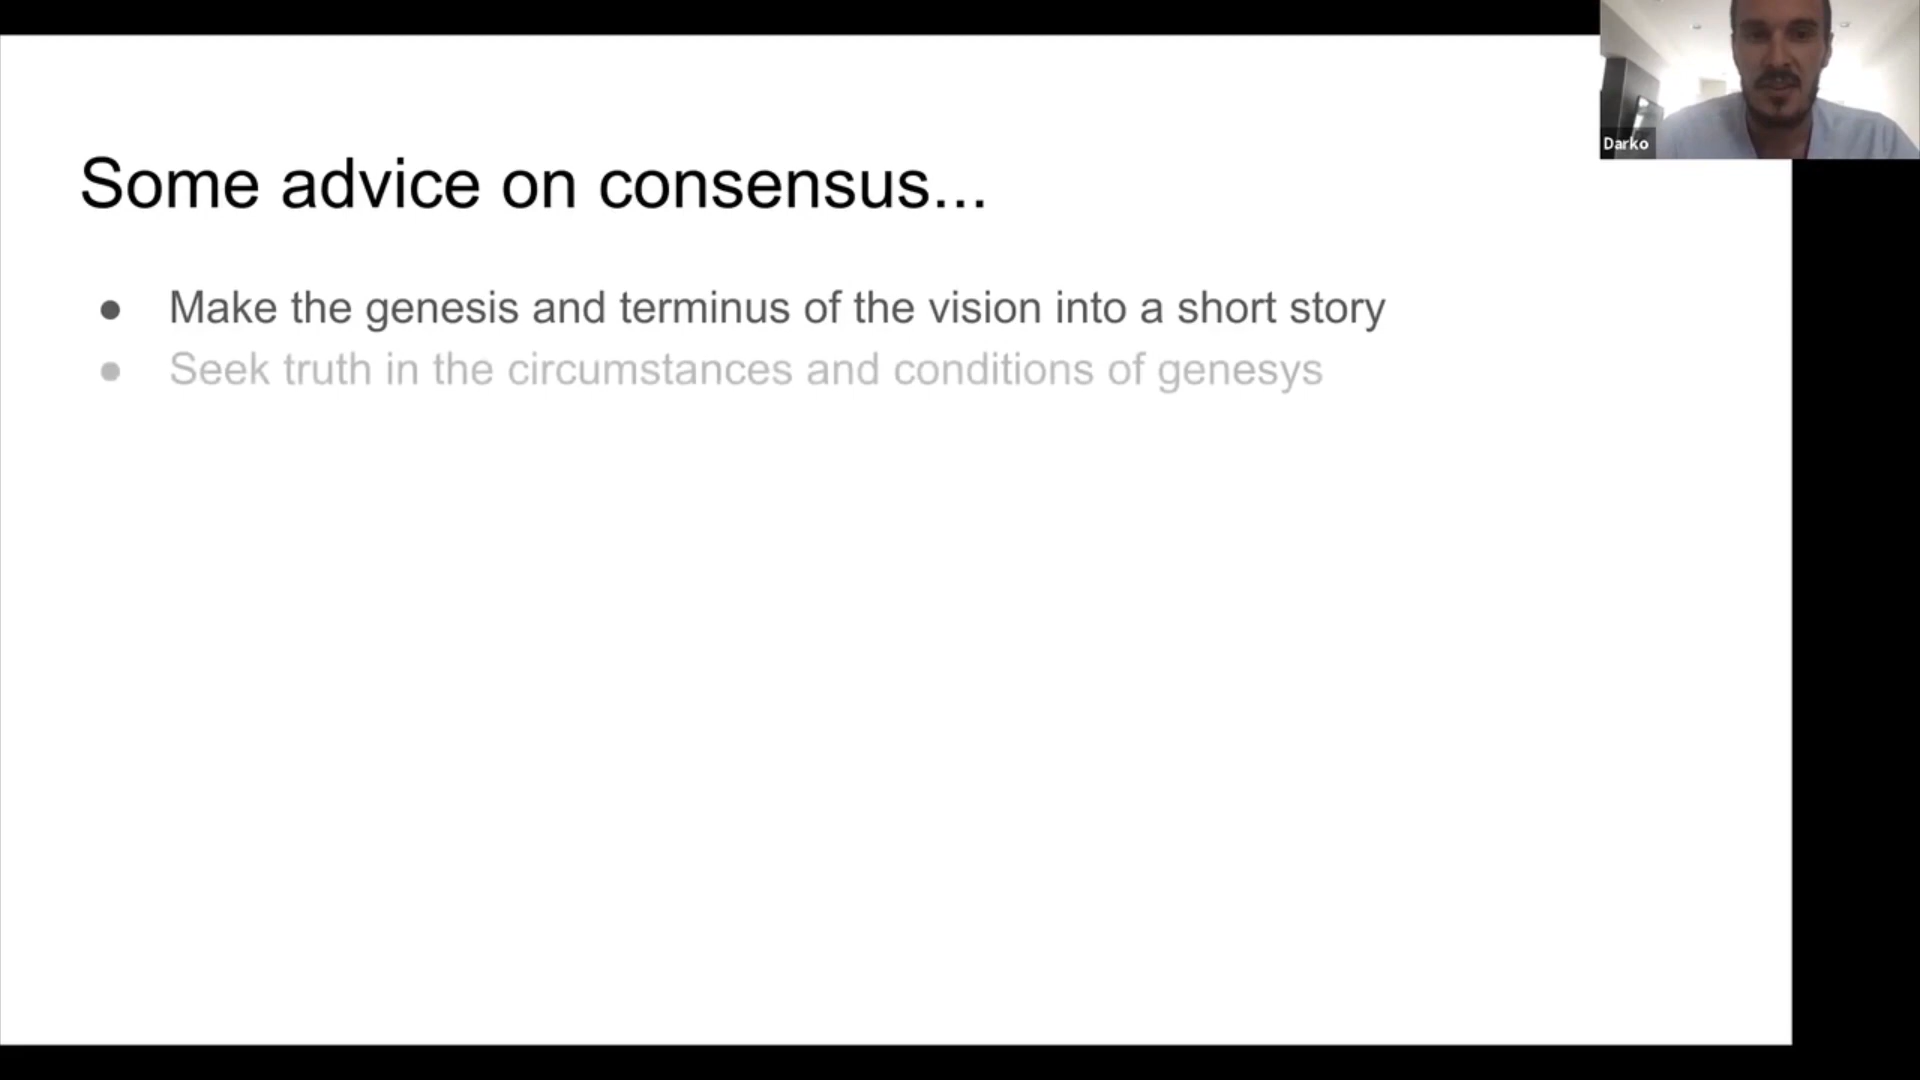 Some advice on consensus...
● Make the genesis and terminus of the vision into a short story
● Seek truth in the circumstances and conditions of genesys
Darko